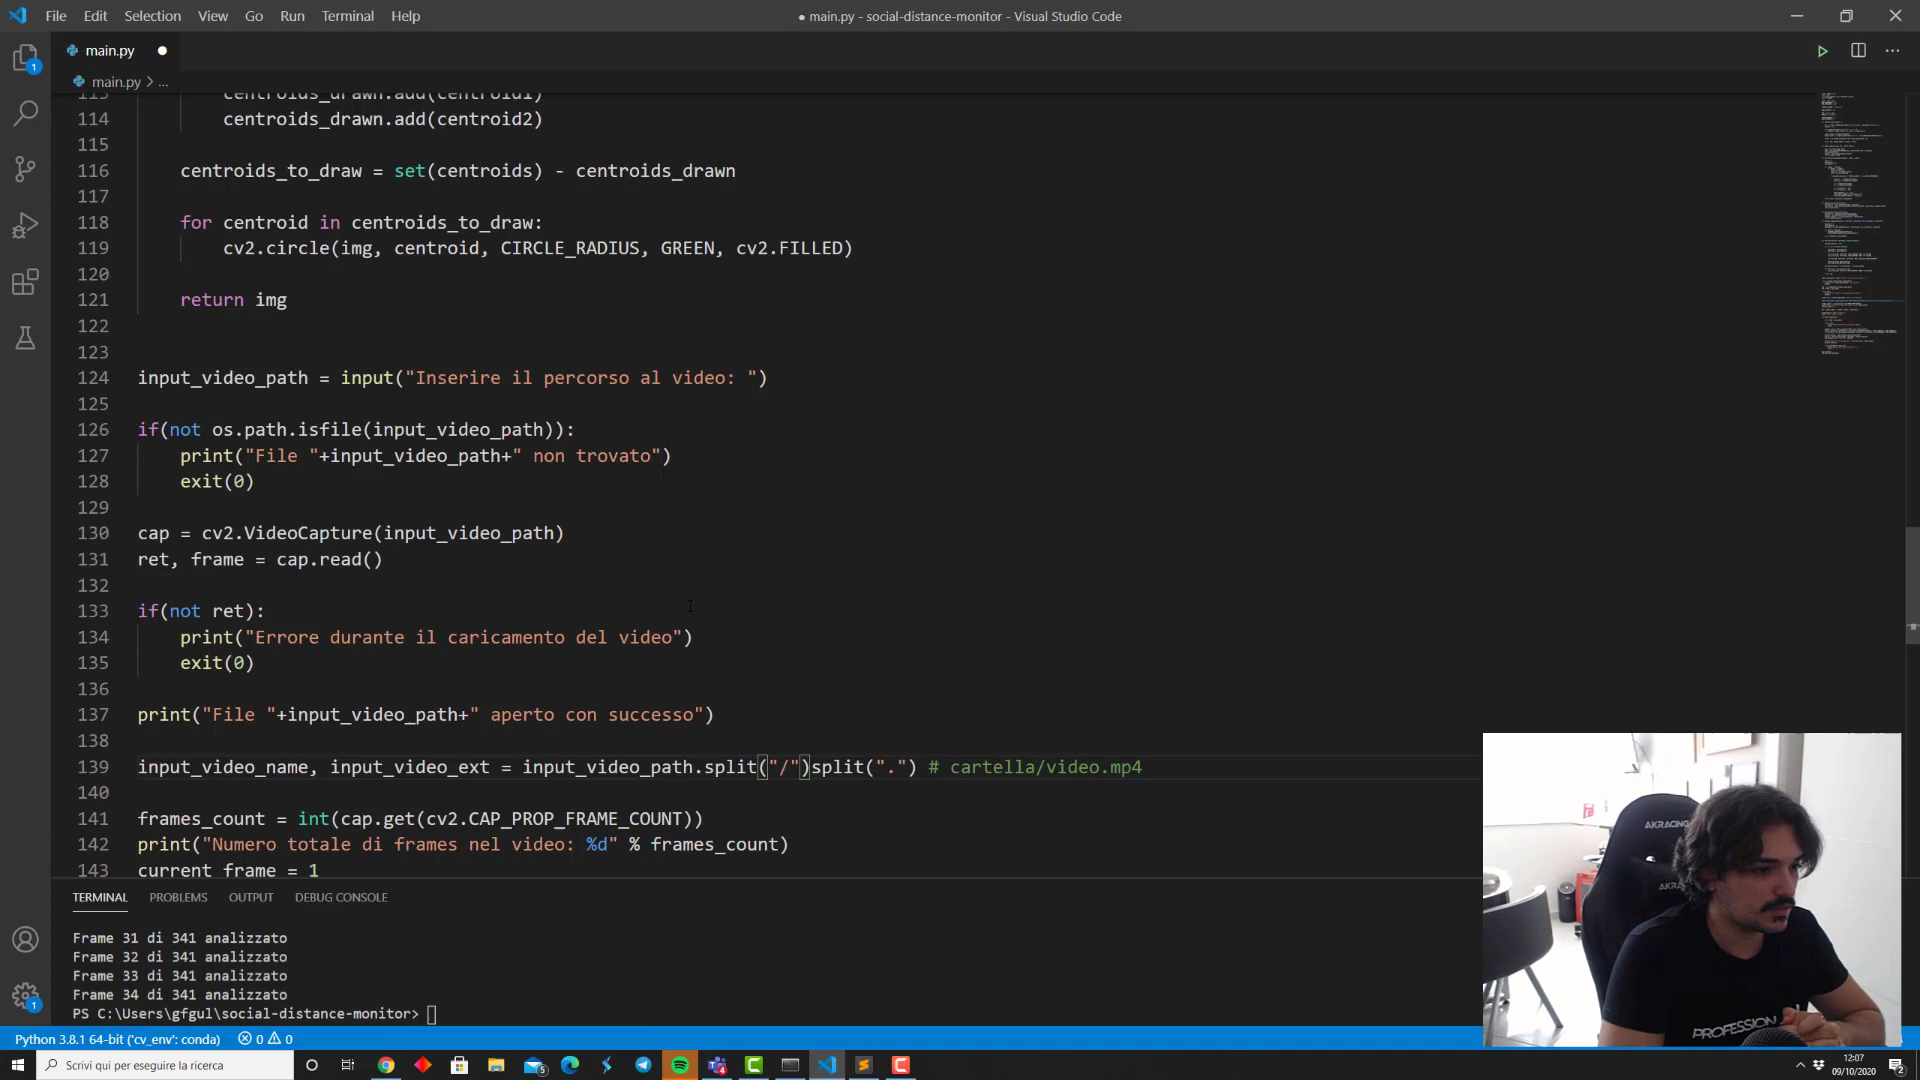 File Edit Selection View Go Run Terminal Help
● main.py - social-distance-monitor - Visual Studio Code
main.py
main.py > ...
113 centroids_drawn.add(centroid1)
114 centroids_drawn.add(centroid2)
115
116 centroids_to_draw = set(centroids) - centroids_drawn
117
118 for centroid in centroids_to_draw:
119 cv2.circle(img, centroid, CIRCLE_RADIUS, GREEN, cv2.FILLED)
120
121 return img
122
123
124 input_video_path = input("Inserire il percorso al video: ")
125
126 if(not os.path.isfile(input_video_path)):
127 print("File "+input_video_path+" non trovato")
128 exit(0)
129
130 cap = cv2.VideoCapture(input_video_path)
131 ret, frame = cap.read()
132
133 if(not ret):
134 print("Errore durante il caricamento del video")
135 exit(0)
136
137 print("File "+input_video_path+" aperto con successo")
138
139 input_video_name, input_video_ext = input_video_path.split("/")split(".") # cartella/video.mp4
140
141 frames_count = int(cap.get(cv2.CAP_PROP_FRAME_COUNT))
142 print("Numero totale di frames nel video: %d" % frames_count)
143 current_frame = 1
TERMINAL PROBLEMS OUTPUT DEBUG CONSOLE
Frame 31 di 341 analizzato
Frame 32 di 341 analizzato
Frame 33 di 341 analizzato
Frame 34 di 341 analizzato
PS C:\Users\gfgul\social-distance-monitor>
AKRACING
PROFESSION
Python 3.8.1 64-bit ('cv_env': conda) 0 0
Scrivi qui per eseguire la ricerca
12:07
09/10/2020